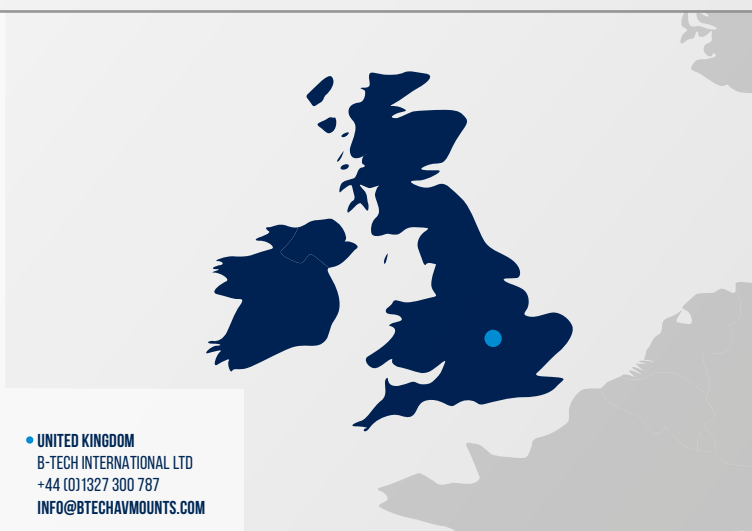 UNITED KINGDOM
B-TECH INTERNATIONAL LTD
+44 (0)1327 300 787
INFO@BTECHAVMOUNTS.COM